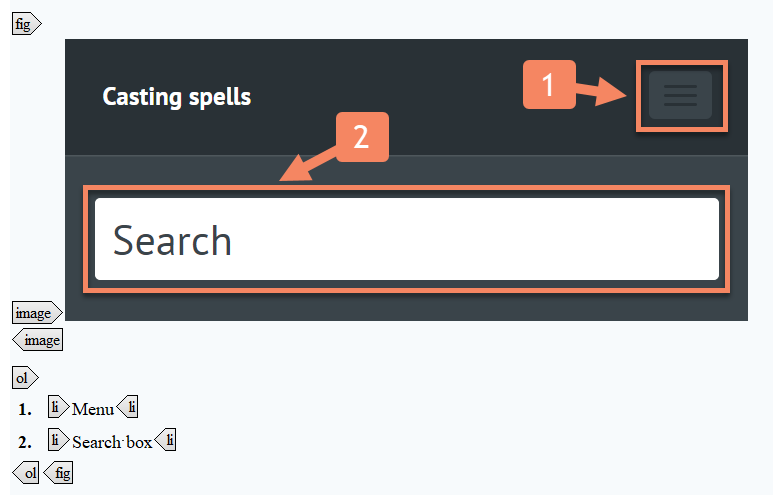 fig
Casting spells
1
2
Search
image
image
ol
1. li Menu li
2. li Search box li
ol fig